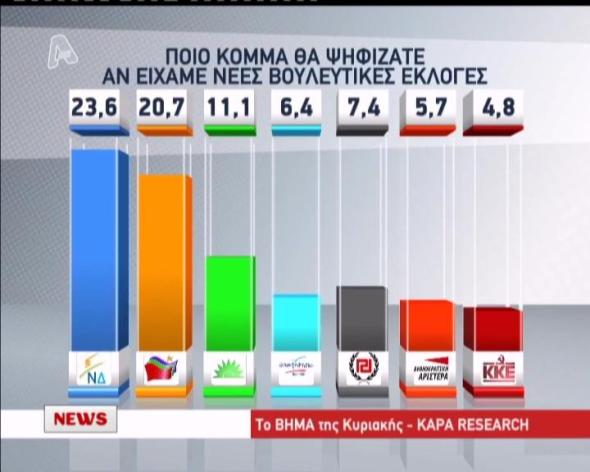 ΠΟΙΟ ΚΟΜΜΑ ΘΑ ΨΗΦΙΖΑΤΕ
ΑΝ ΕΙΧΑΜΕ ΝΕΕΣ ΒΟΥΛΕΥΤΙΚΕΣ ΕΚΛΟΓΕΣ
23,6 20,7 11,1 6,4 7,4 5,7 4,8
ΝΔ
ΔΗΜΟΚΡΑΤΙΚΗ
ΑΡΙΣΤΕΡΑ
ΚΚΕ
NEWS
Το ΒΗΜΑ της Κυριακής - KAPA RESEARCH